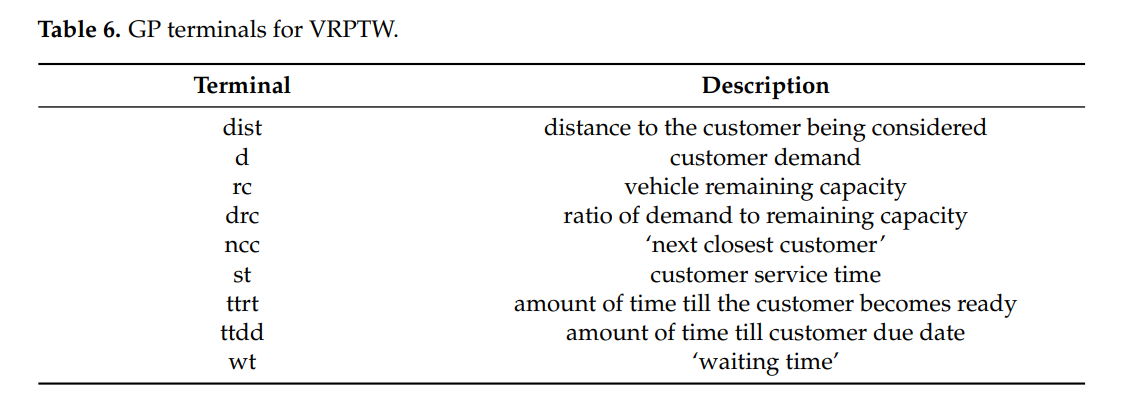 Table 6. GP terminals for VRPTW.
Terminal Description
dist distance to the customer being considered
d customer demand
rc vehicle remaining capacity
drc ratio of demand to remaining capacity
ncc ‘next closest customer’
st customer service time
ttrt amount of time till the customer becomes ready
ttdd amount of time till customer due date
wt ‘waiting time’